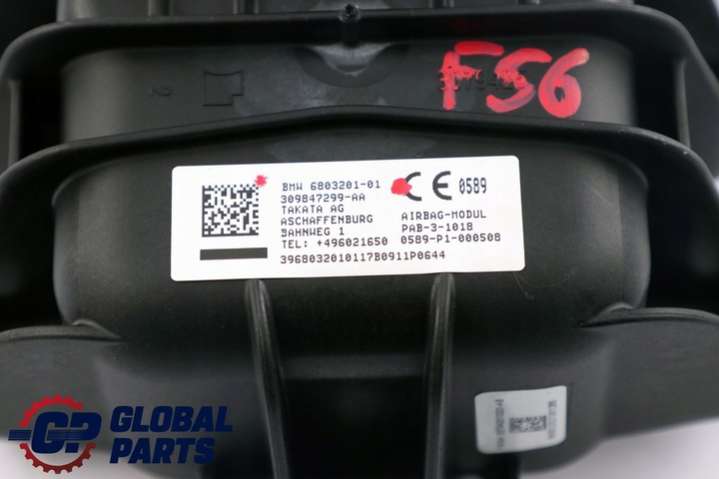 F56
BMW 6803201-01
309847299-AA
TAKATA AG
ASCHAFFENBURG
BAHNWEG 1
TEL: +496021650
CE 0589
AIRBAG-MODUL
PAB-3-1018
0589-P1-000508
3968032010117B0911P0644
GP GLOBAL
PARTS